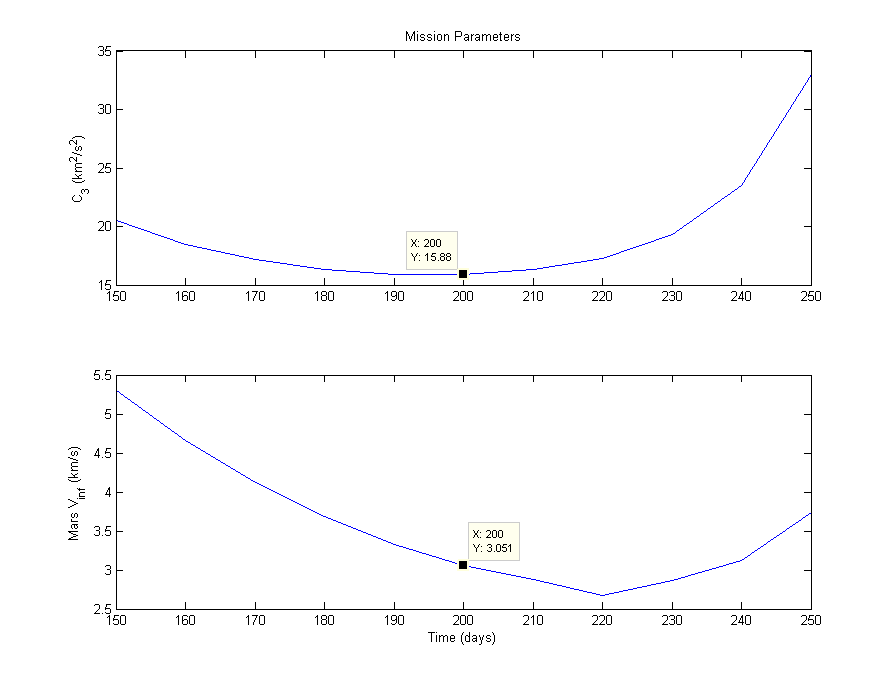 Mission Parameters
35
30
25
20
15
C3 (km2/s2)
X: 200
Y: 15.88
150 160 170 180 190 200 210 220 230 240 250
5.5
5
4.5
4
3.5
3
2.5
Mars Vinf (km/s)
X: 200
Y: 3.051
150 160 170 180 190 200 210 220 230 240 250
Time (days)